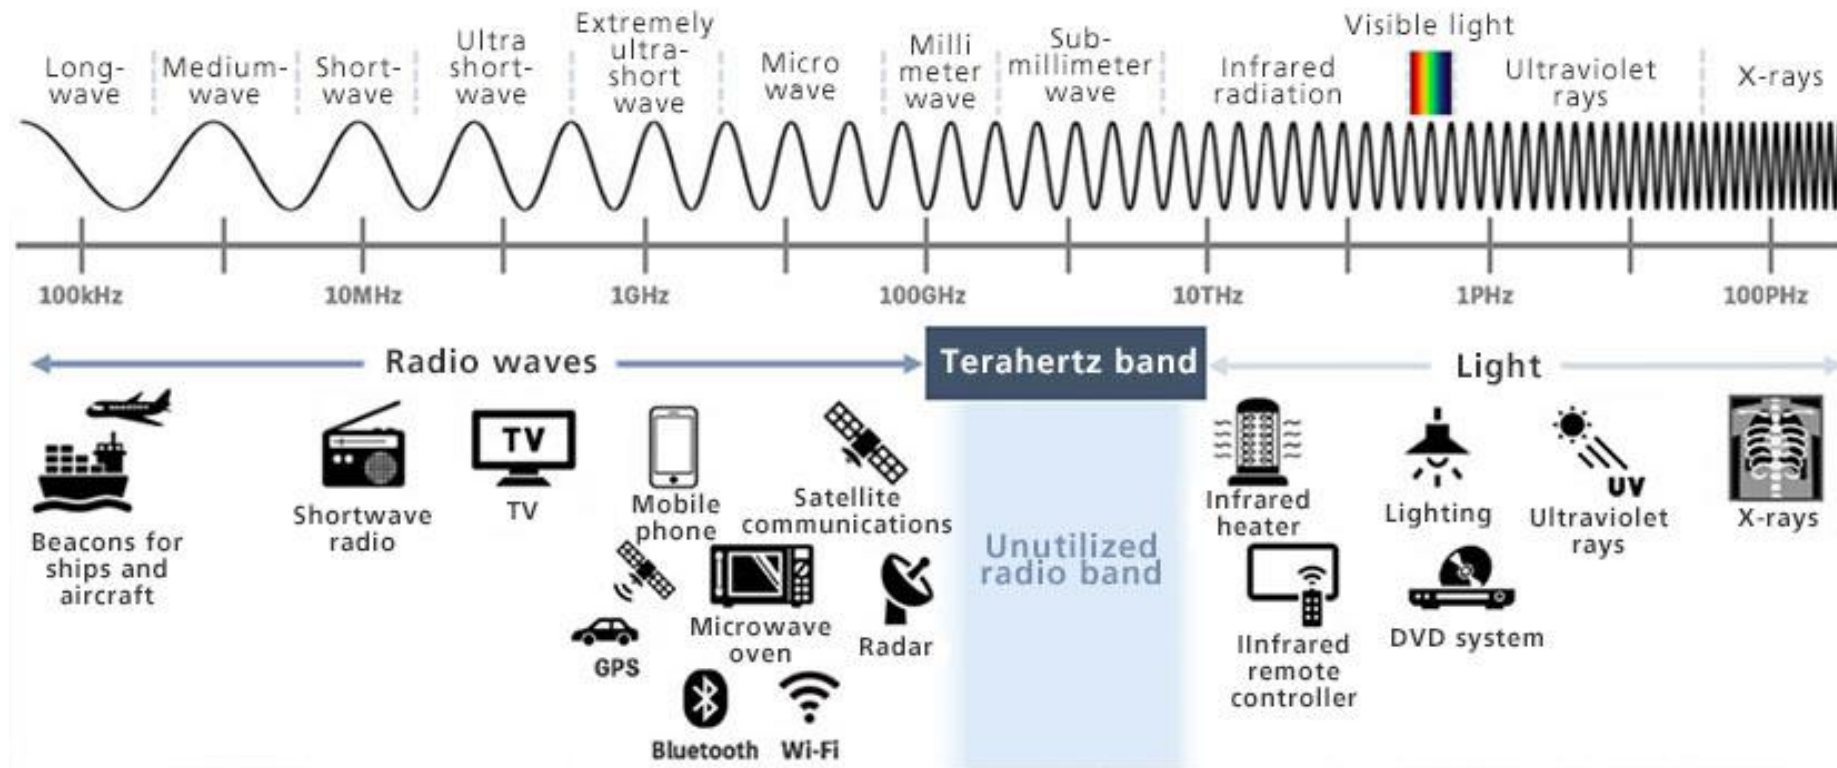 Long-
wave
Medium-
wave
Short-
wave
Ultra
short-
wave
Extremely
ultra-
short
wave
Micro
wave
Milli
meter
wave
Sub-
millimeter
wave
Infrared
radiation
Visible light
Ultraviolet
rays
X-rays
100kHz
10MHz
1GHz
100GHz
10THz
1PHz
100PHz
Radio waves
Terahertz band
Light
Beacons for
ships and
aircraft
Shortwave
radio
TV
TV
Mobile
phone
Satellite
communications
GPS
Microwave
oven
Radar
Bluetooth
Wi-Fi
Unutilized
radio band
Infrared
heater
IInfrared
remote
controller
Lighting
DVD system
UV
Ultraviolet
rays
X-rays